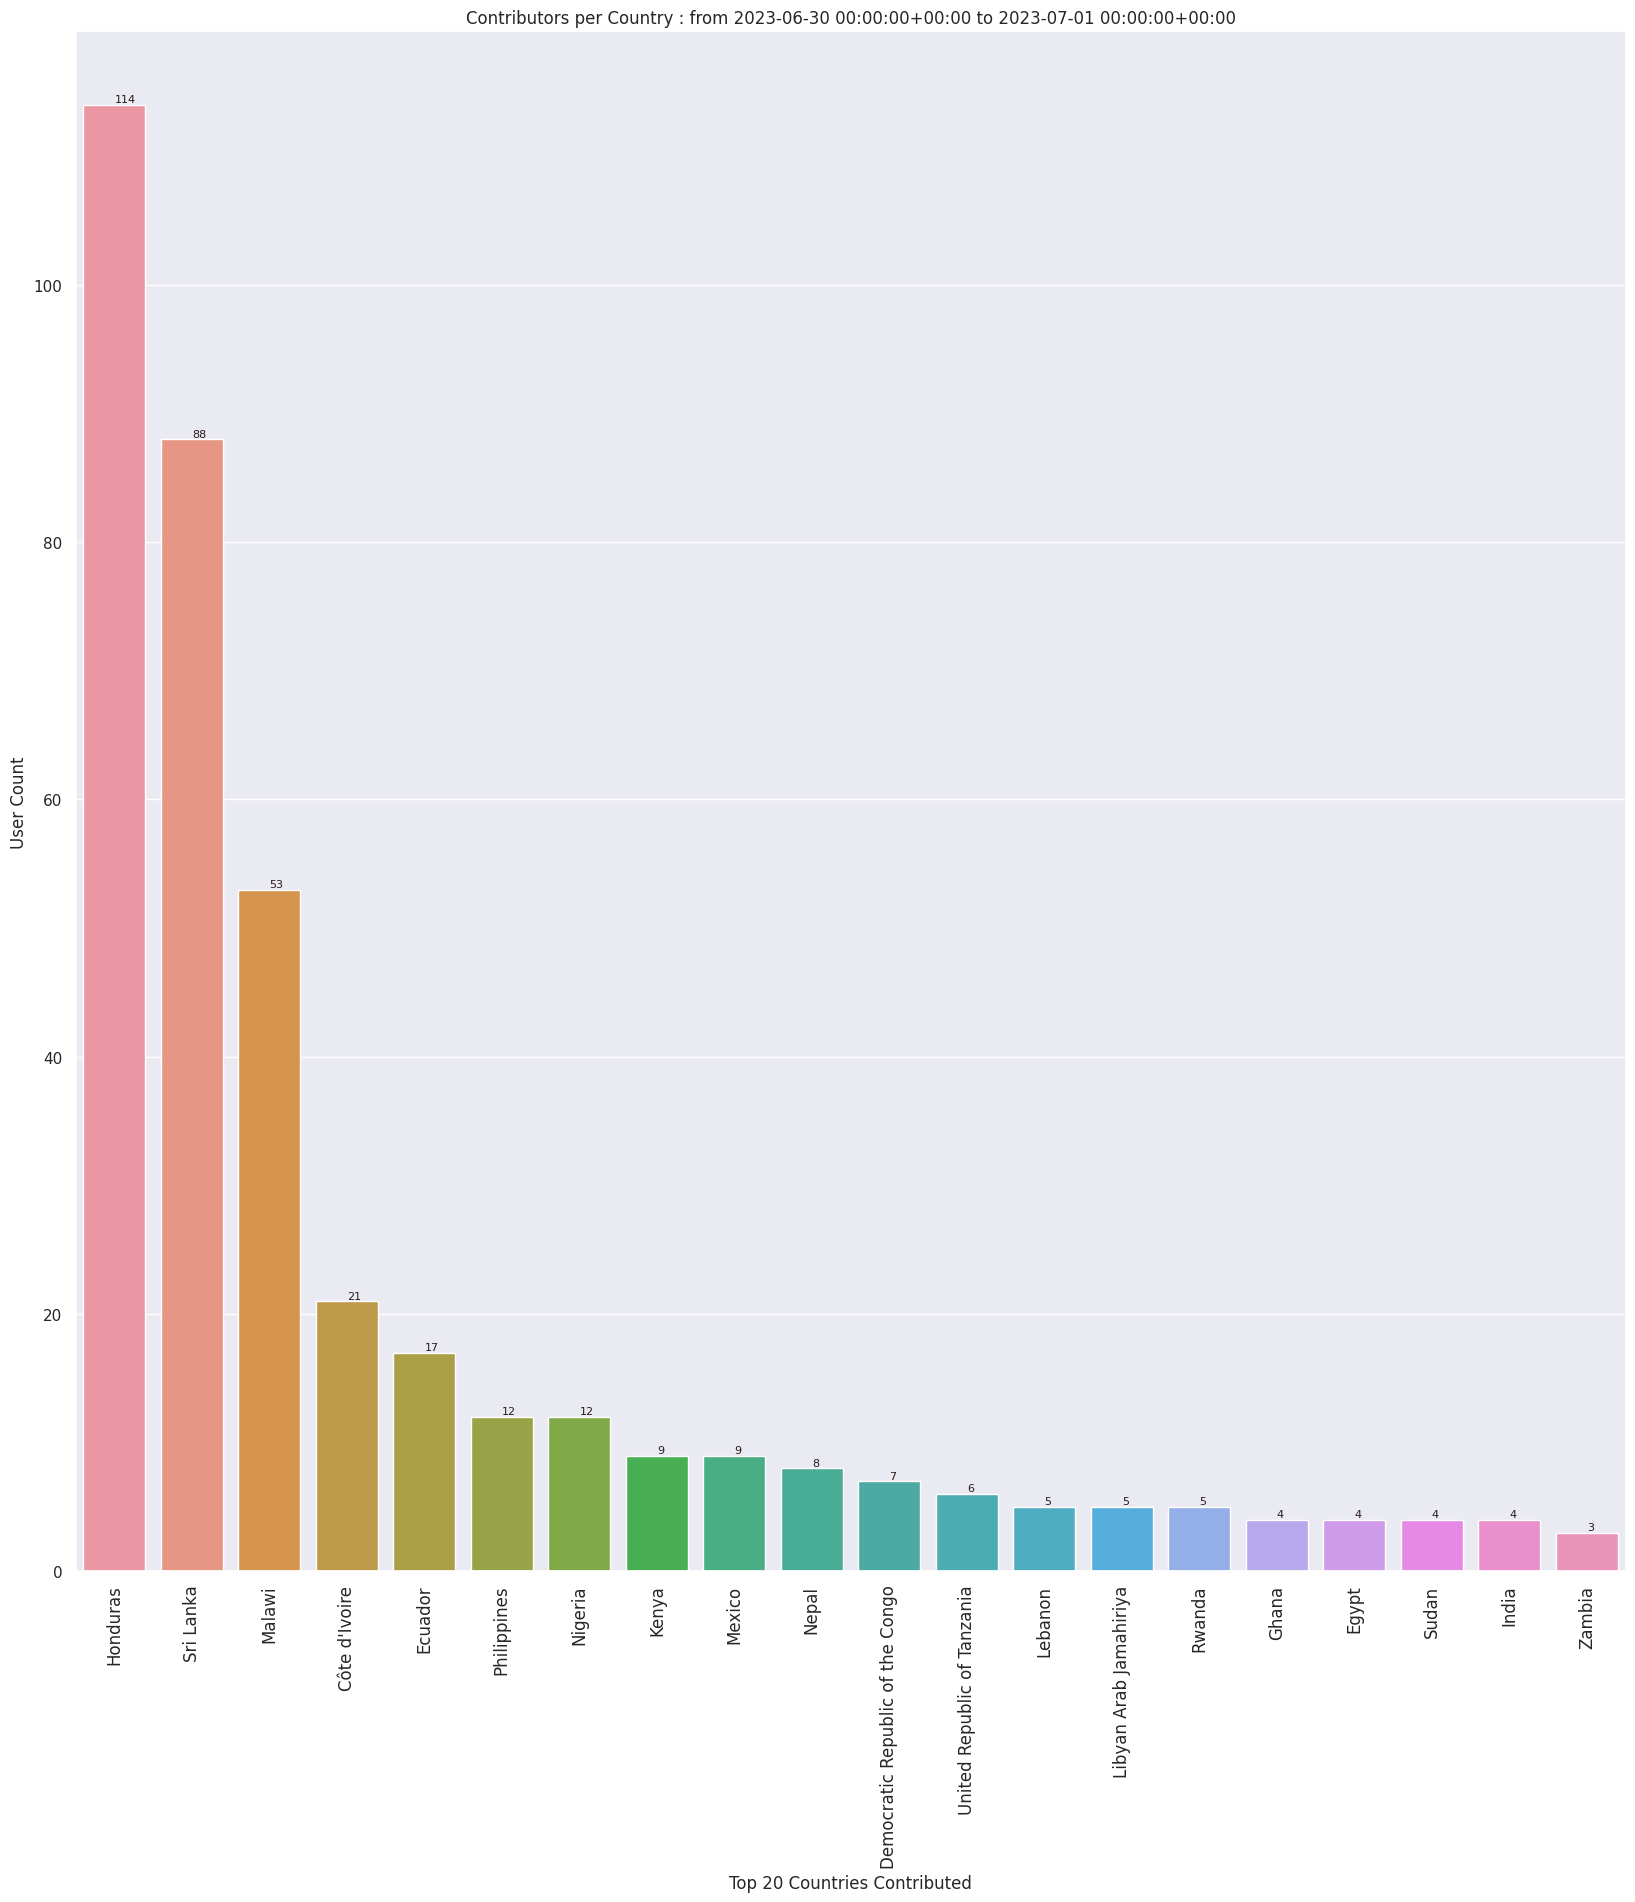 Contributors per Country : from 2023-06-30 00:00:00+00:00 to 2023-07-01 00:00:00+00:00
User Count
100
80
60
40
20
0
114
88
53
21
17
12
12
9
9
8
7
6
5
5
5
4
4
4
4
3
Honduras
Sri Lanka
Malawi
Côte d'Ivoire
Ecuador
Philippines
Nigeria
Kenya
Mexico
Nepal
Democratic Republic of the Congo
United Republic of Tanzania
Lebanon
Libyan Arab Jamahiriya
Rwanda
Ghana
Egypt
Sudan
India
Zambia
Top 20 Countries Contributed